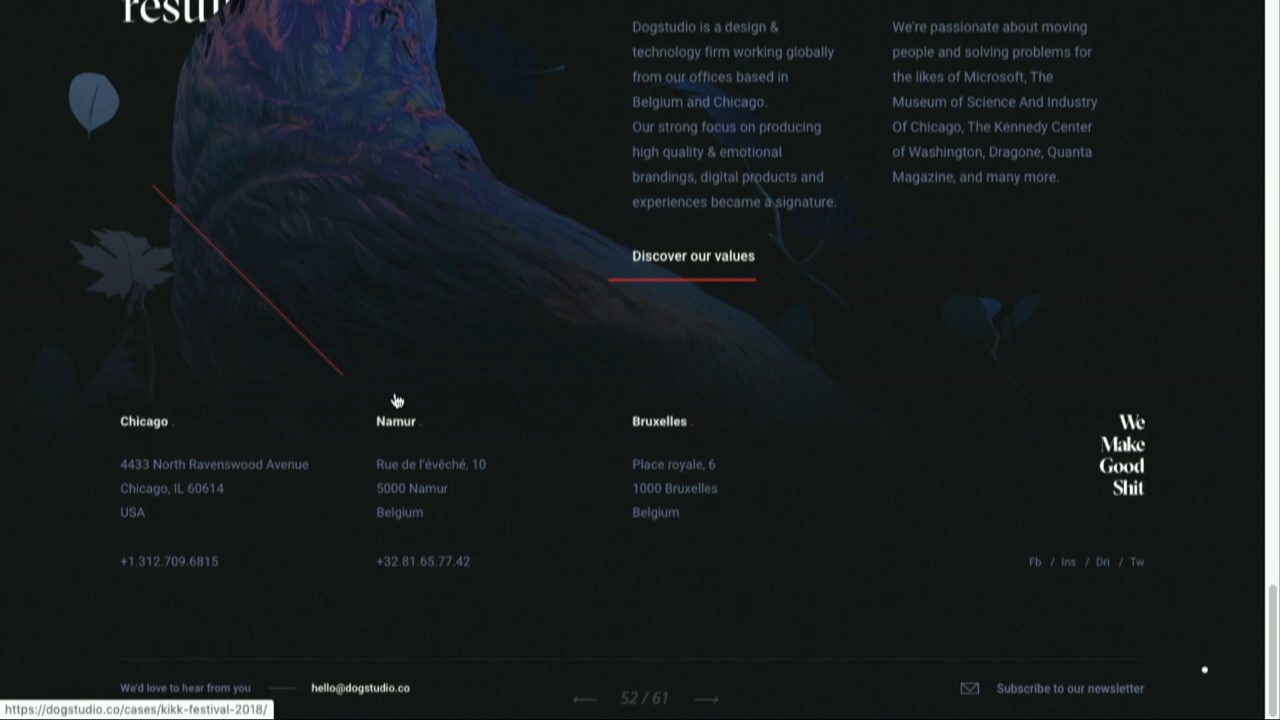 results
Dogstudio is a design &
technology firm working globally
from our offices based in
Belgium and Chicago.
Our strong focus on producing
high quality & emotional
brandings, digital products and
experiences became a signature.
Discover our values
We're passionate about moving
people and solving problems for
the likes of Microsoft, The
Museum of Science And Industry
Of Chicago, The Kennedy Center
of Washington, Dragone, Quanta
Magazine, and many more.
Chicago
4433 North Ravenswood Avenue
Chicago, IL 60614
USA
+1.312.709.6815
Namur
Rue de l'évêché, 10
5000 Namur
Belgium
+32.81.65.77.42
Bruxelles
Place royale, 6
1000 Bruxelles
Belgium
We
Make
Good
Shit
Fb / Ins / Dri / Tw
We'd love to hear from you hello@dogstudio.co
52 / 61
Subscribe to our newsletter
https://dogstudio.co/cases/kikk-festival-2018/